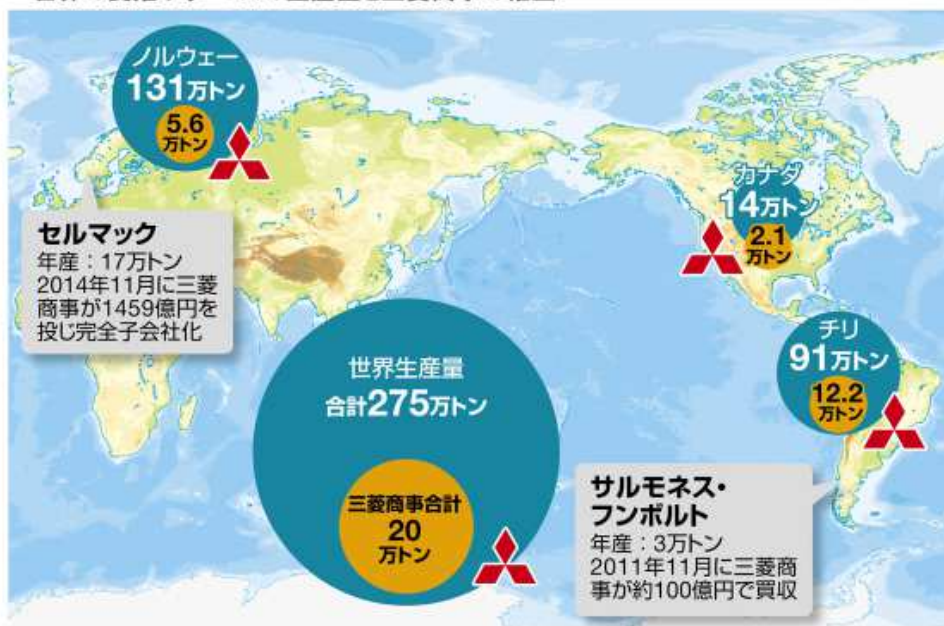 ノルウェー
131万トン
5.6
万トン
セルマック
年産：17万トン
2014年11月に三菱
商事が1459億円を
投じ完全子会社化
カナダ
14万トン
2.1
万トン
世界生産量
合計275万トン
三菱商事合計
20
万トン
チリ
91万トン
12.2
万トン
サルモネス・
フンボルト
年産：3万トン
2011年11月に三菱商
事が約100億円で買収